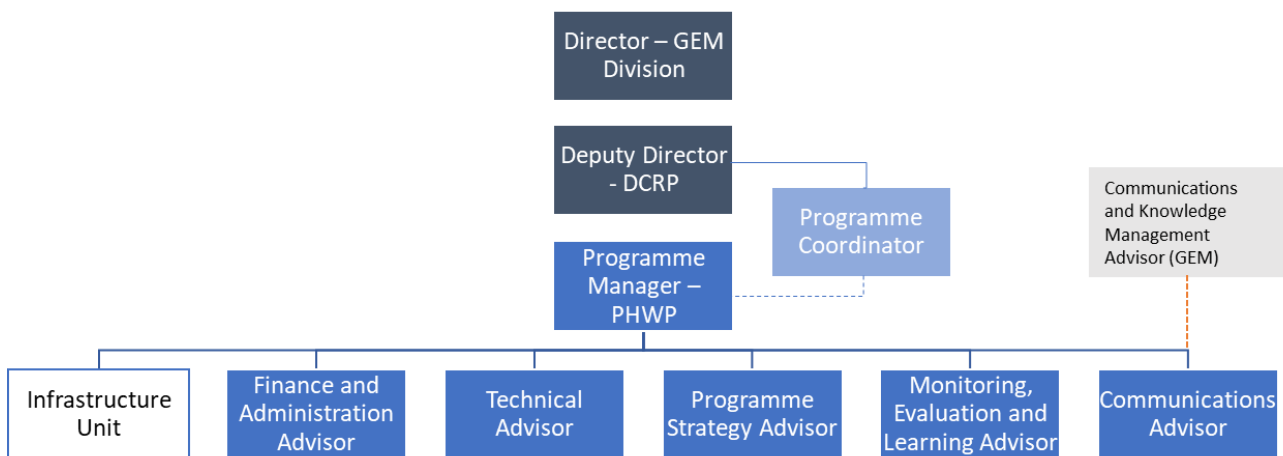 Director – GEM
Division
Deputy Director
- DCRP
Programme
Coordinator
Communications
and Knowledge
Management
Advisor (GEM)
Programme
Manager –
PHWP
Infrastructure
Unit
Finance and
Administration
Advisor
Technical
Advisor
Programme
Strategy Advisor
Monitoring,
Evaluation and
Learning Advisor
Communications
Advisor